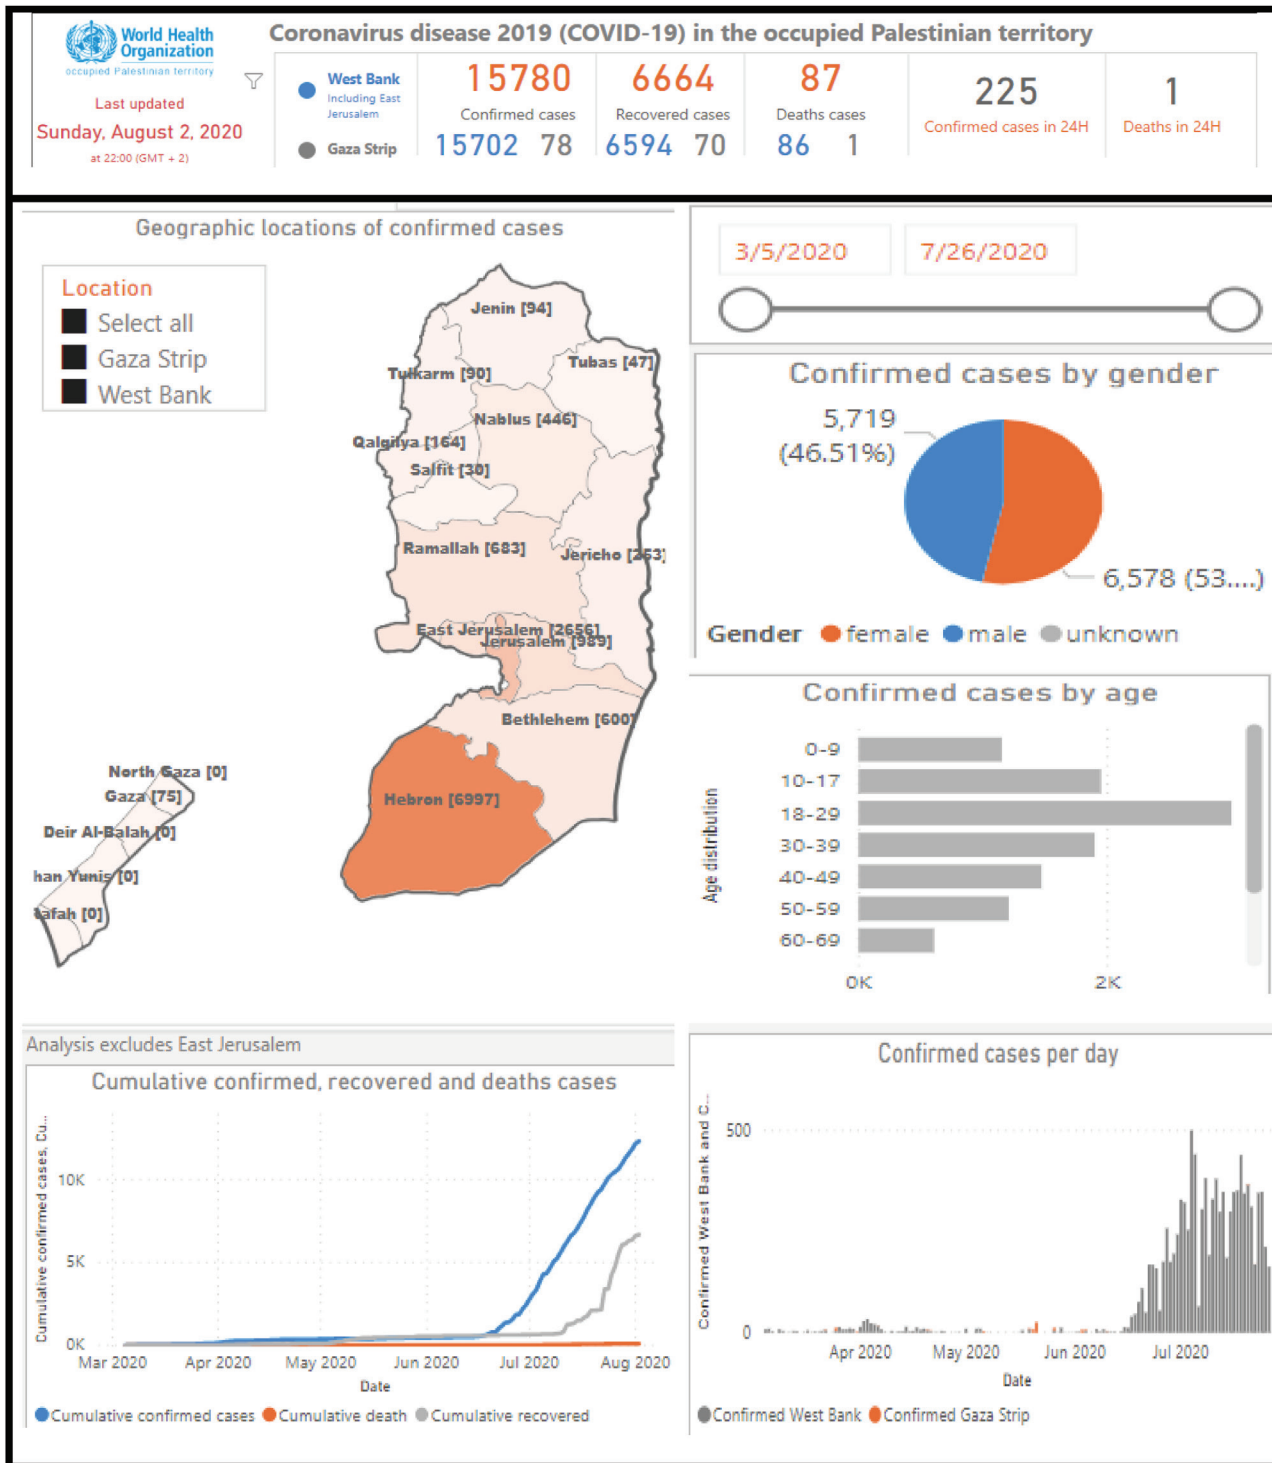 World Health
Organization
occupied Palestinian territory
Last updated
Sunday, August 2, 2020
at 22:00 (GMT + 2)
Coronavirus disease 2019 (COVID-19) in the occupied Palestinian territory
West Bank
Including East
Jerusalem
Gaza Strip
15780
Confirmed cases
15702 78
6664
Recovered cases
6594 70
87
Deaths cases
86 1
225
Confirmed cases in 24H
1
Deaths in 24H
Geographic locations of confirmed cases
Location
Select all
Gaza Strip
West Bank
Jenin [94]
Tubas [47]
Tulkarm [90]
Nablus [446]
Qalqilya [164]
Salfit [30]
Ramallah [683]
Jericho [253]
East Jerusalem [2656]
Jerusalem [989]
Bethlehem [600]
Hebron [6997]
North Gaza [0]
Gaza [75]
Deir Al-Balah [0]
han Yunis [0]
afah [0]
3/5/2020 7/26/2020
Confirmed cases by gender
5,719
(46.51%)
6,578 (53....)
Gender female male unknown
Confirmed cases by age
Age distribution
0-9
10-17
18-29
30-39
40-49
50-59
60-69
0K 2K
Analysis excludes East Jerusalem
Cumulative confirmed, recovered and deaths cases
Cumulative confirmed cases, Cu...
10K
5K
0K
Mar 2020 Apr 2020 May 2020 Jun 2020 Jul 2020 Aug 2020
Date
Cumulative confirmed cases Cumulative death Cumulative recovered
Confirmed cases per day
Confirmed West Bank and C...
500
0
Apr 2020 May 2020 Jun 2020 Jul 2020
Date
Confirmed West Bank Confirmed Gaza Strip